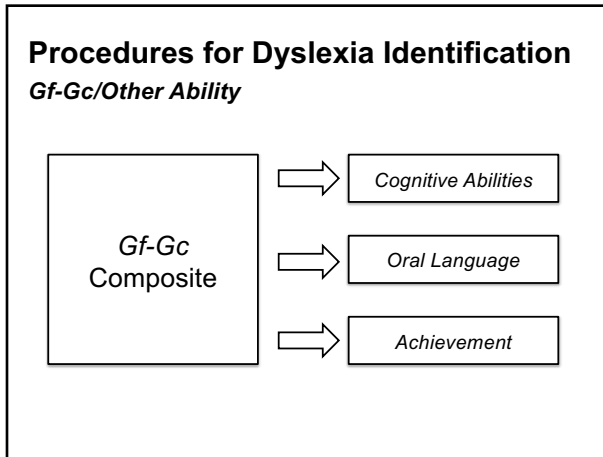 Procedures for Dyslexia Identification
Gf-Gc/Other Ability
Gf-Gc
Composite
Cognitive Abilities
Oral Language
Achievement